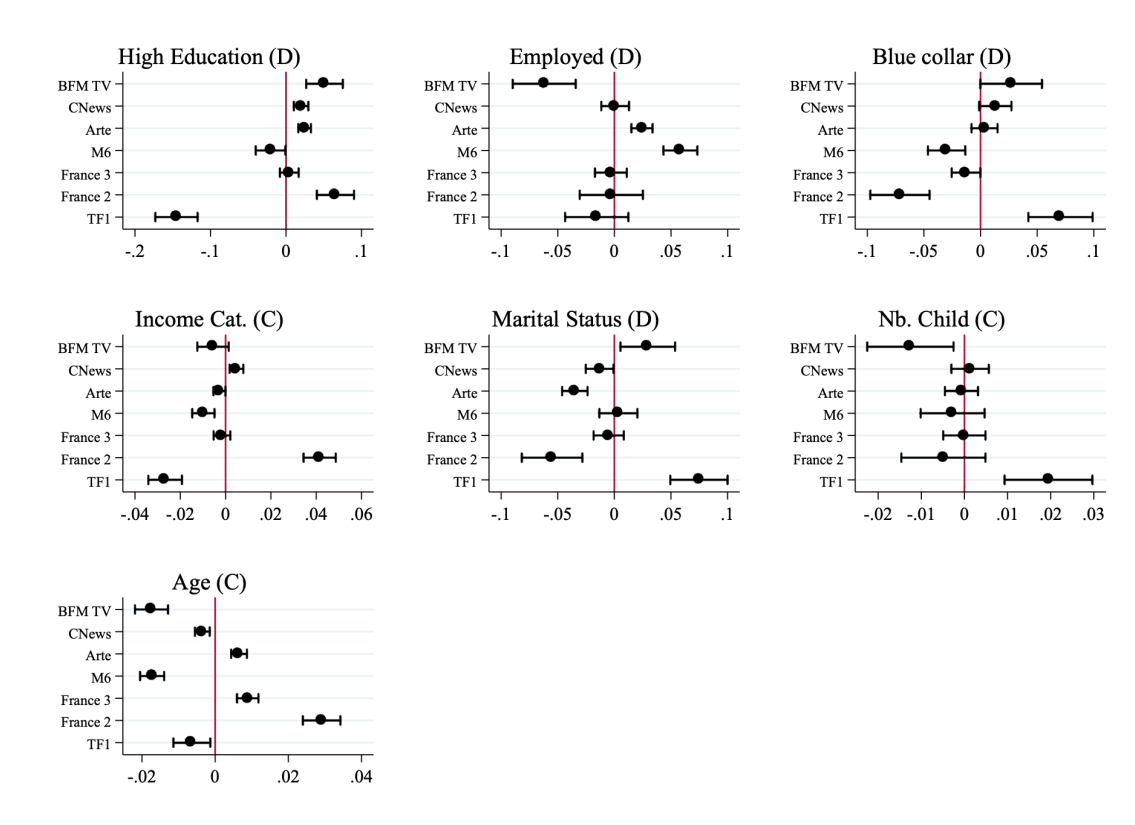 High Education (D)
BFM TV
CNews
Arte
M6
France 3
France 2
TF1
-.2 -.1 0 .1
Employed (D)
BFM TV
CNews
Arte
M6
France 3
France 2
TF1
-.1 -.05 0 .05 .1
Blue collar (D)
BFM TV
CNews
Arte
M6
France 3
France 2
TF1
-.1 -.05 0 .05 .1
Income Cat. (C)
BFM TV
CNews
Arte
M6
France 3
France 2
TF1
-.04 -.02 0 .02 .04 .06
Marital Status (D)
BFM TV
CNews
Arte
M6
France 3
France 2
TF1
-.1 -.05 0 .05 .1
Nb. Child (C)
BFM TV
CNews
Arte
M6
France 3
France 2
TF1
-.02 -.01 0 .01 .02 .03
Age (C)
BFM TV
CNews
Arte
M6
France 3
France 2
TF1
-.02 0 .02 .04